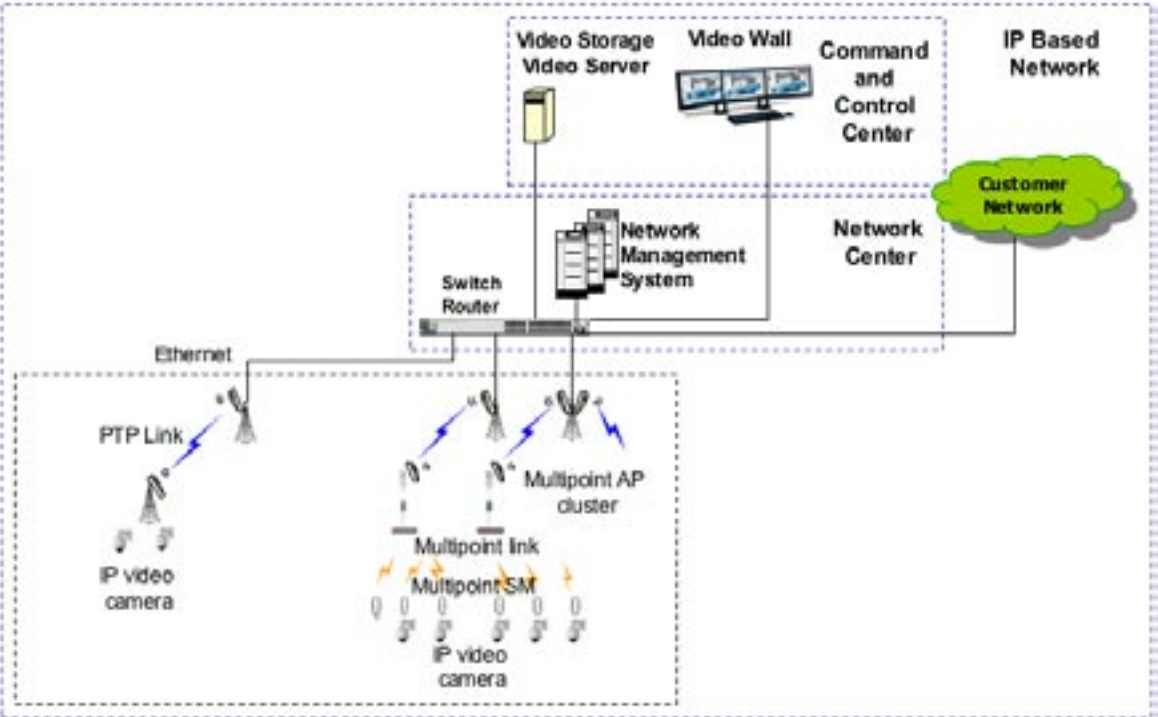 Video Storage
Video Server
Video Wall
Command
and
Control
Center
IP Based
Network
Customer
Network
Network
Management
System
Network
Center
Switch
Router
Ethernet
PTP Link
Multipoint AP
cluster
Multipoint link
Multipoint SM
IP video
camera
IP video
camera